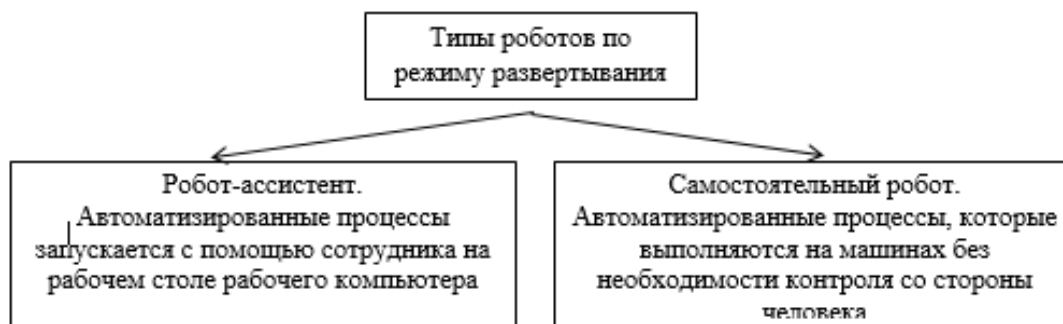 Типы роботов по
режиму развертывания
Робот-ассистент.
Автоматизированные процессы
запускается с помощью сотрудника на
рабочем столе рабочего компьютера
Самостоятельный робот.
Автоматизированные процессы, которые
выполняются на машинах без
необходимости контроля со стороны
человека